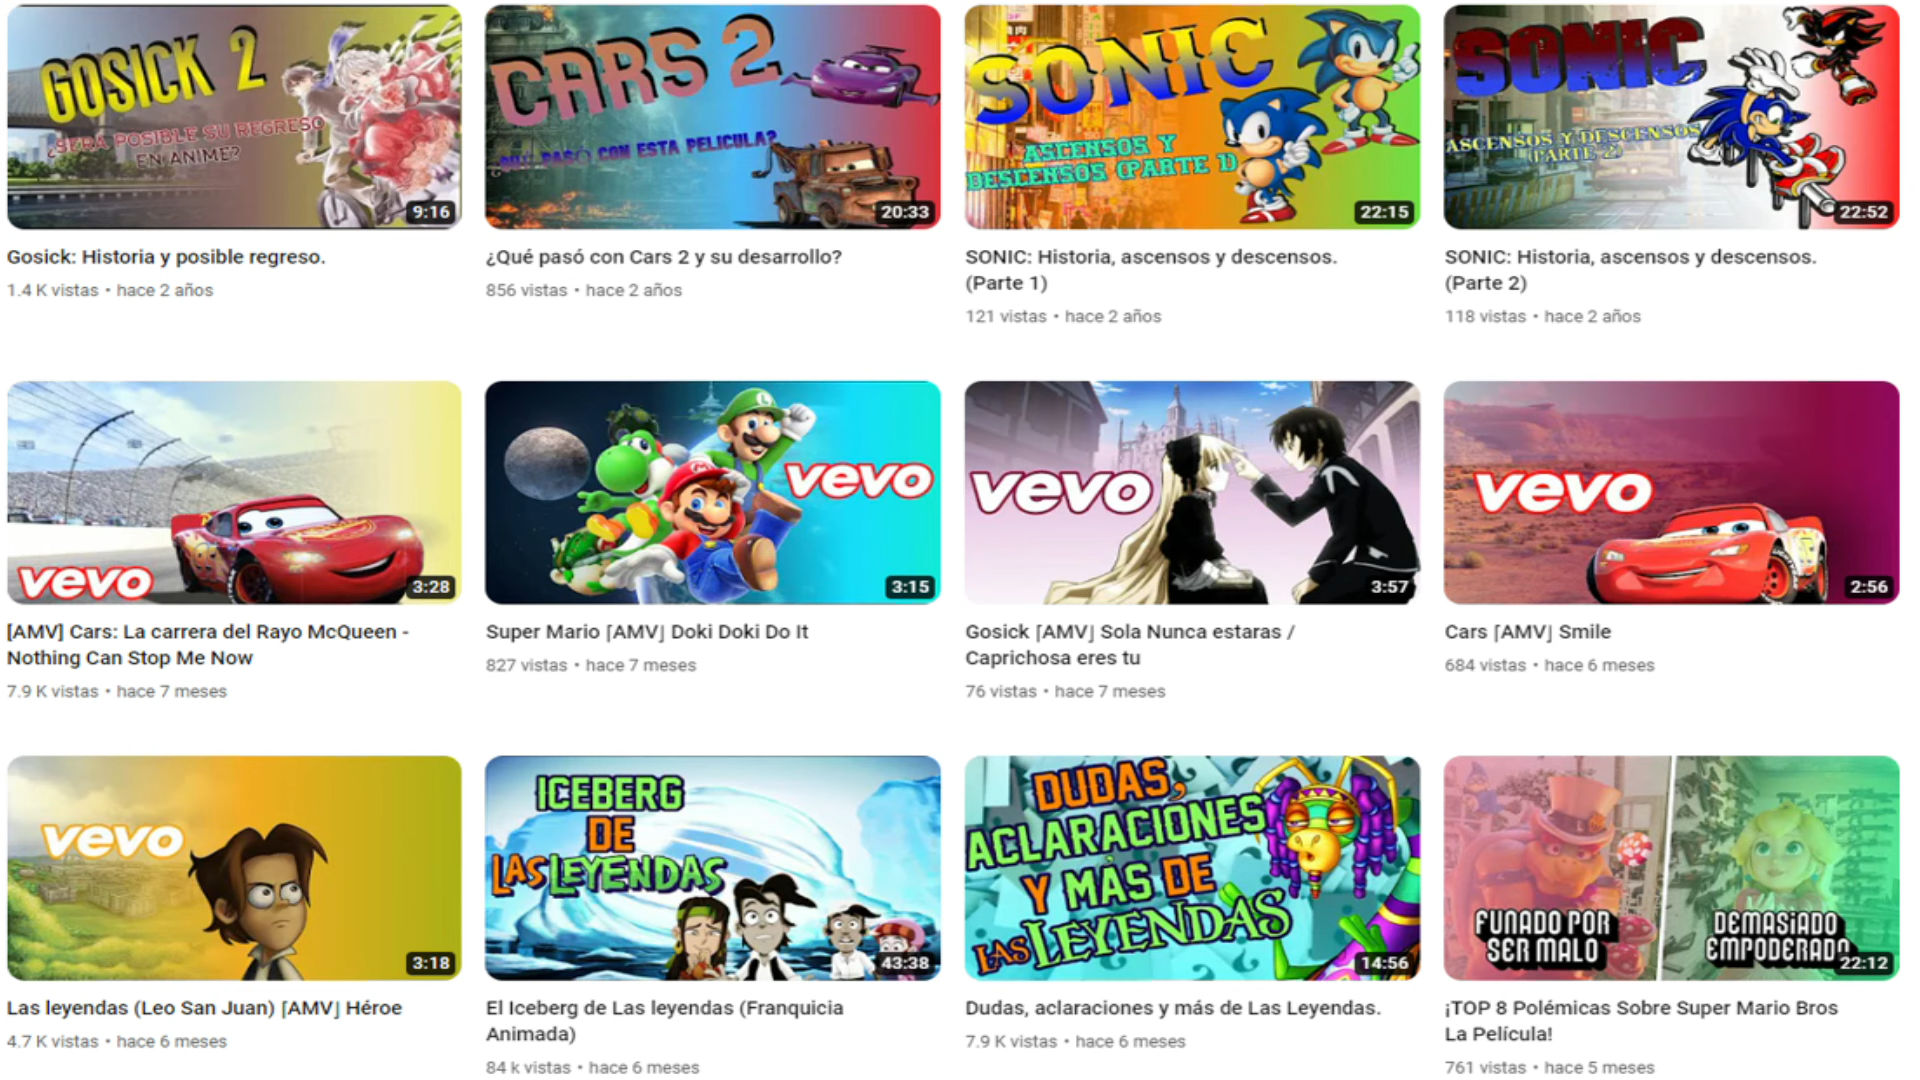 GOSICK 2
¿SERA POSIBLE SU REGRESO
EN ANIME?
9:16
Gosick: Historia y posible regreso.
1.4 K vistas • hace 2 años
CARS 2
¿QUE PASO CON ESTA PELICULA?
20:33
¿Qué pasó con Cars 2 y su desarrollo?
856 vistas • hace 2 años
SONIC
ASCENSOS Y
DESCENSOS (PARTE 1)
22:15
SONIC: Historia, ascensos y descensos.
(Parte 1)
121 vistas • hace 2 años
SONIC
ASCENSOS Y DESCENSOS
(PARTE 2)
22:52
SONIC: Historia, ascensos y descensos.
(Parte 2)
118 vistas • hace 2 años
vevo
3:28
[AMV] Cars: La carrera del Rayo McQueen -
Nothing Can Stop Me Now
7.9 K vistas • hace 7 meses
vevo
3:15
Super Mario ⌈AMV⌋ Doki Doki Do It
827 vistas • hace 7 meses
vevo
3:57
Gosick ⌈AMV⌋ Sola Nunca estaras /
Caprichosa eres tu
76 vistas • hace 7 meses
vevo
2:56
Cars ⌈AMV⌋ Smile
684 vistas • hace 6 meses
vevo
3:18
Las leyendas (Leo San Juan) ⌈AMV⌋ Héroe
4.7 K vistas • hace 6 meses
ICEBERG
DE
LAS LEYENDAS
43:38
El Iceberg de Las leyendas (Franquicia
Animada)
84 k vistas • hace 6 meses
DUDAS,
ACLARACIONES
Y MÁS DE
LAS LEYENDAS
14:56
Dudas, aclaraciones y más de Las Leyendas.
7.9 K vistas • hace 6 meses
FUNADO POR
SER MALO
DEMASIADO
EMPODERADA
22:12
¡TOP 8 Polémicas Sobre Super Mario Bros
La Película!
761 vistas • hace 5 meses